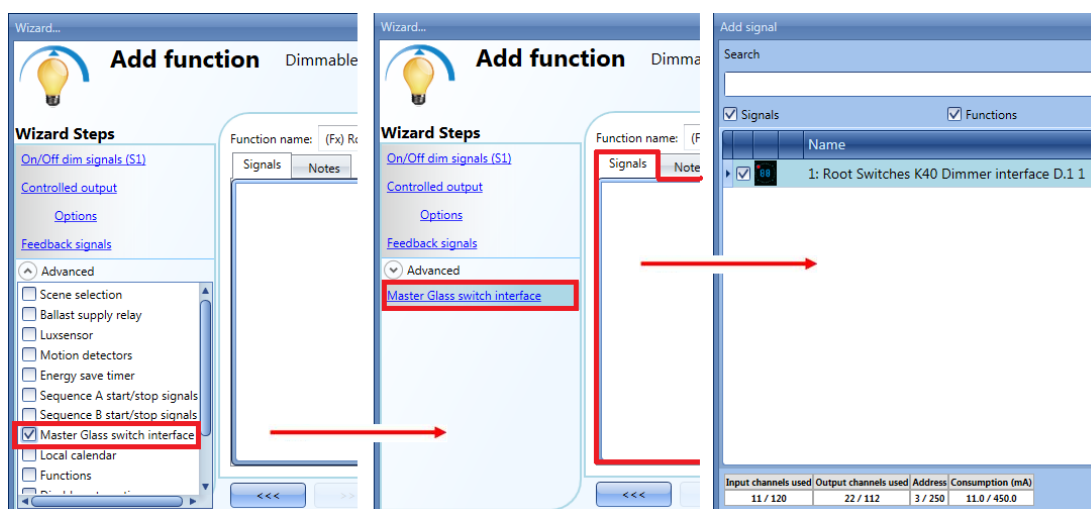 Wizard...
Add function Dimmable
Wizard Steps
On/Off dim signals (S1)
Controlled output
Options
Feedback signals
Advanced
Scene selection
Ballast supply relay
Luxsensor
Motion detectors
Energy save timer
Sequence A start/stop signals
Sequence B start/stop signals
Master Glass switch interface
Local calendar
Functions
Function name: (Fx) Ro
Signals Notes
<<< >>
Wizard...
Add function Dimma
Wizard Steps
On/Off dim signals (S1)
Controlled output
Options
Feedback signals
Advanced
Master Glass switch interface
Function name: (F
Signals Note
<<<
Add signal
Search
Signals Functions
Name
1: Root Switches K40 Dimmer interface D.1 1
Input channels used Output channels used Address Consumption (mA)
11 / 120 22 / 112 3 / 250 11.0 / 450.0